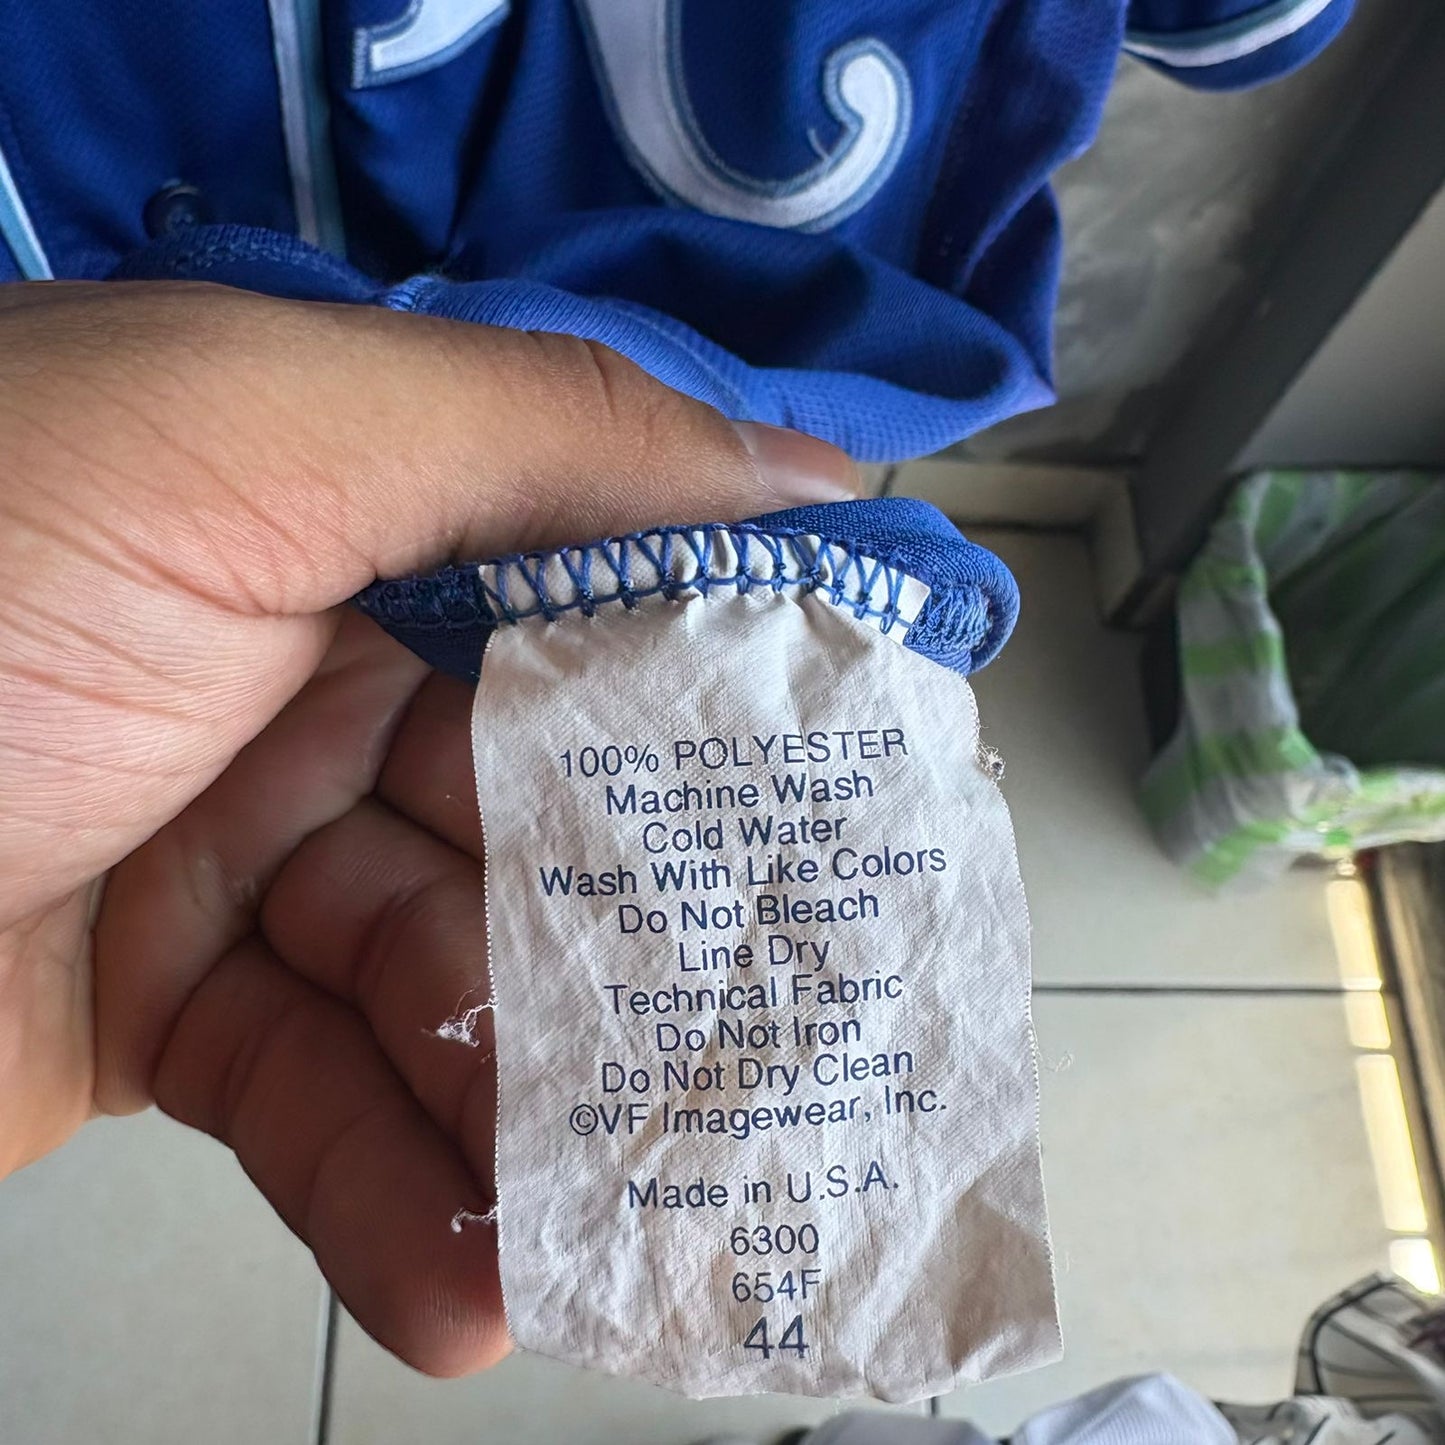 100% POLYESTER
Machine Wash
Cold Water
Wash With Like Colors
Do Not Bleach
Line Dry
Technical Fabric
Do Not Iron
Do Not Dry Clean
©VF Imagewear, Inc.
Made in U.S.A.
6300
654F
44